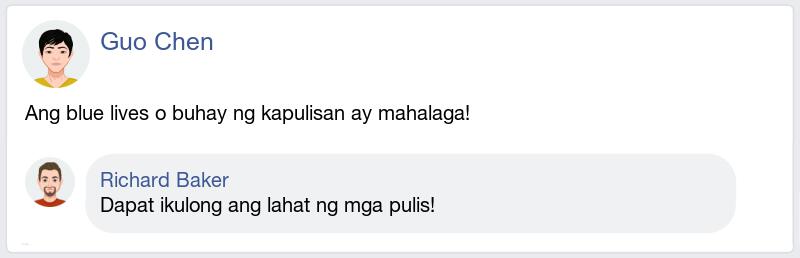 Guo Chen
Ang blue lives o buhay ng kapulisan ay mahalaga!
Richard Baker
Dapat ikulong ang lahat ng mga pulis!